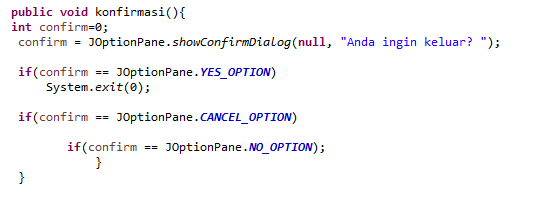 public void konfirmasi(){
int confirm=0;
confirm = JOptionPane.showConfirmDialog(null, "Anda ingin keluar? ");
if(confirm == JOptionPane.YES_OPTION)
System.exit(0);
if(confirm == JOptionPane.CANCEL_OPTION)
if(confirm == JOptionPane.NO_OPTION);
}
}